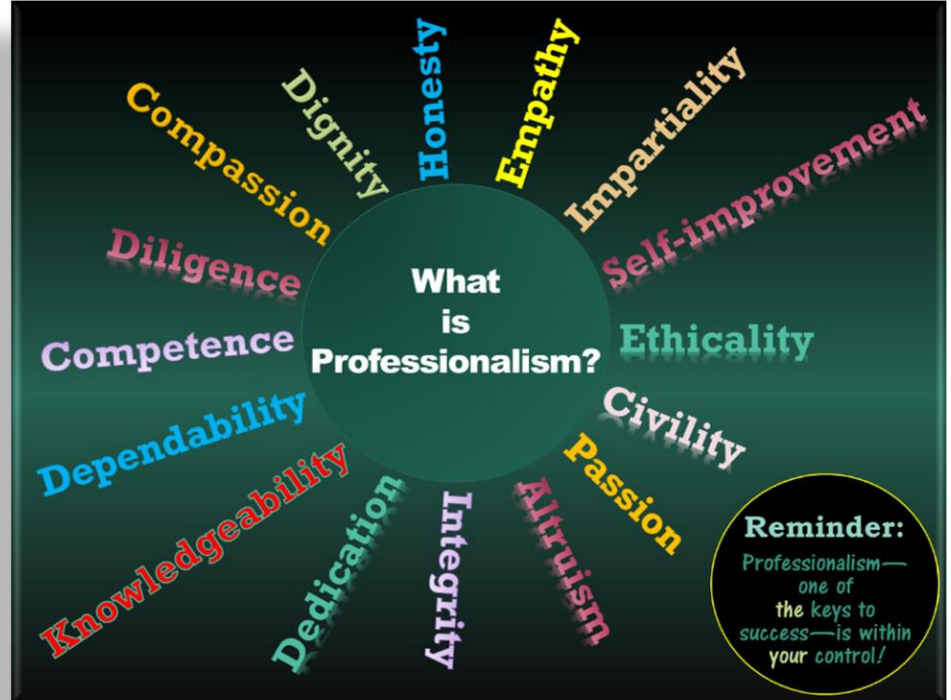 What
is
Professionalism?
Honesty
Empathy
Impartiality
Self-improvement
Ethicality
Civility
Passion
Altruism
Integrity
Dedication
Knowledgeability
Dependability
Competence
Diligence
Compassion
Dignity
Reminder:
Professionalism—
one of
the keys to
success—is within
your control!